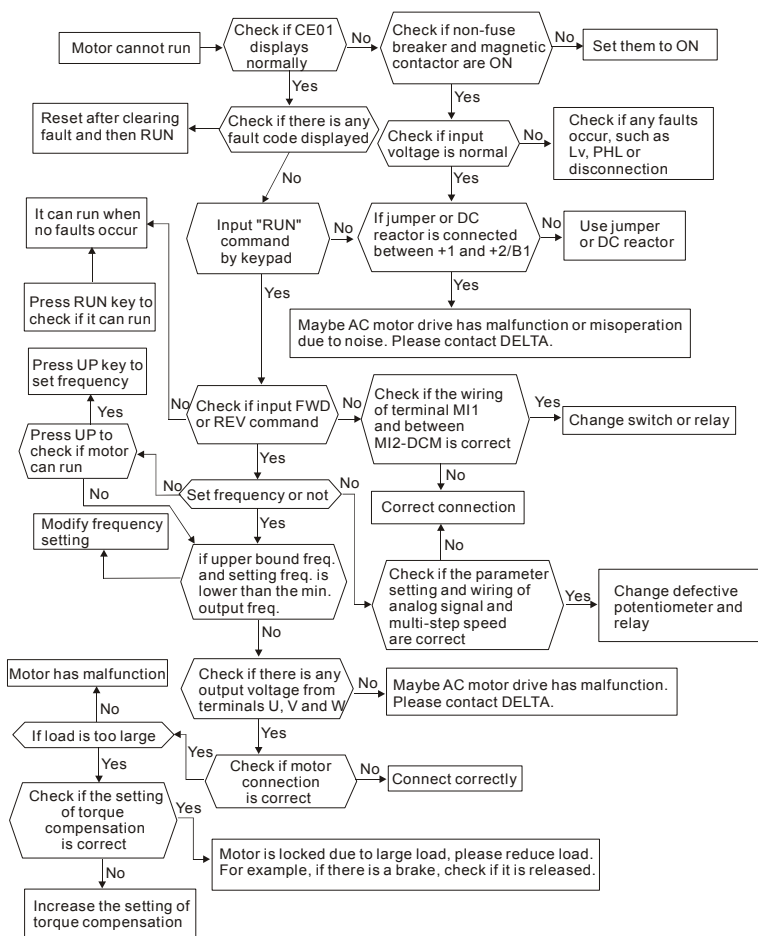 Motor cannot run
Check if CE01
displays
normally
No
Check if non-fuse
breaker and magnetic
contactor are ON
No
Set them to ON
Yes
Yes
Reset after clearing
fault and then RUN
Check if there is any
fault code displayed
Check if input
voltage is normal
No
Check if any faults
occur, such as
Lv, PHL or
disconnection
No
Yes
It can run when
no faults occur
Input "RUN"
command
by keypad
No
If jumper or DC
reactor is connected
between +1 and +2/B1
No
Use jumper
or DC reactor
Press RUN key to
check if it can run
Yes
Yes
Maybe AC motor drive has malfunction or misoperation
due to noise. Please contact DELTA.
Press UP key to
set frequency
No
Check if input FWD
or REV command
No
Check if the wiring
of terminal MI1
and between
MI2-DCM is correct
Yes
Change switch or relay
Yes
Press UP to
check if motor
can run
Yes
No
No
No
Set frequency or not
No
Correct connection
Modify frequency
setting
Yes
No
if upper bound freq.
and setting freq. is
lower than the min.
output freq.
Check if the parameter
setting and wiring of
analog signal and
multi-step speed
are correct
Yes
Change defective
potentiometer and
relay
No
Motor has malfunction
Check if there is any
output voltage from
terminals U, V and W
No
Maybe AC motor drive has malfunction.
Please contact DELTA.
No
Yes
If load is too large
Yes
Check if motor
connection
is correct
No
Connect correctly
Yes
Check if the setting
of torque
compensation
is correct
Yes
Motor is locked due to large load, please reduce load.
For example, if there is a brake, check if it is released.
No
Increase the setting of
torque compensation